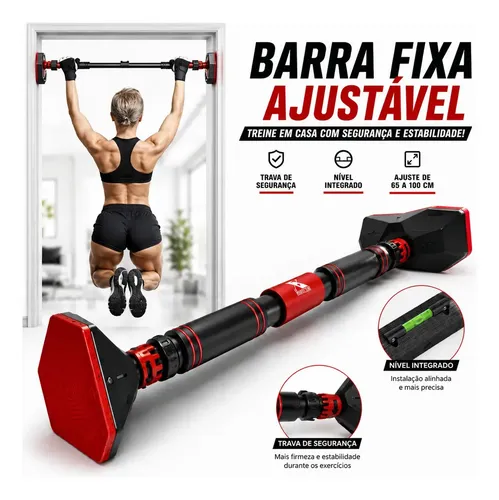 BARRA FIXA
AJUSTÁVEL
TREINE EM CASA COM SEGURANÇA E ESTABILIDADE!
TRAVA DE
SEGURANÇA
NÍVEL
INTEGRADO
AJUSTE DE
65 A 100 CM
NÍVEL INTEGRADO
Instalação alinhada
e mais precisa
TRAVA DE SEGURANÇA
Mais firmeza e estabilidade
durante os exercícios